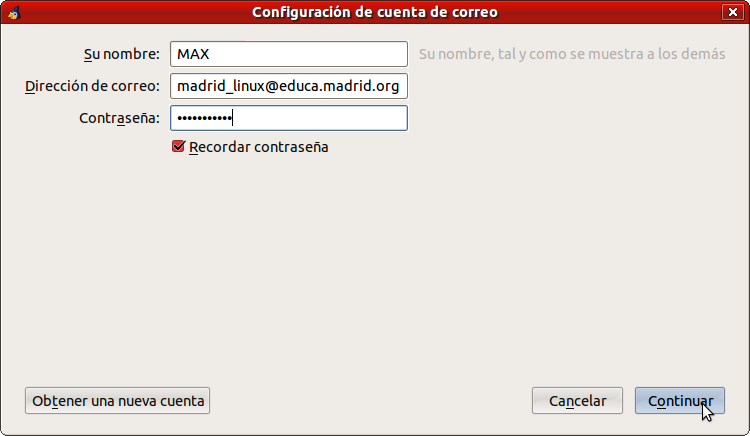 Configuración de cuenta de correo
Su nombre: MAX Su nombre, tal y como se muestra a los demás
Dirección de correo: madrid_linux@educa.madrid.org
Contraseña: •••••••••••
Recordar contraseña
Obtener una nueva cuenta Cancelar Continuar